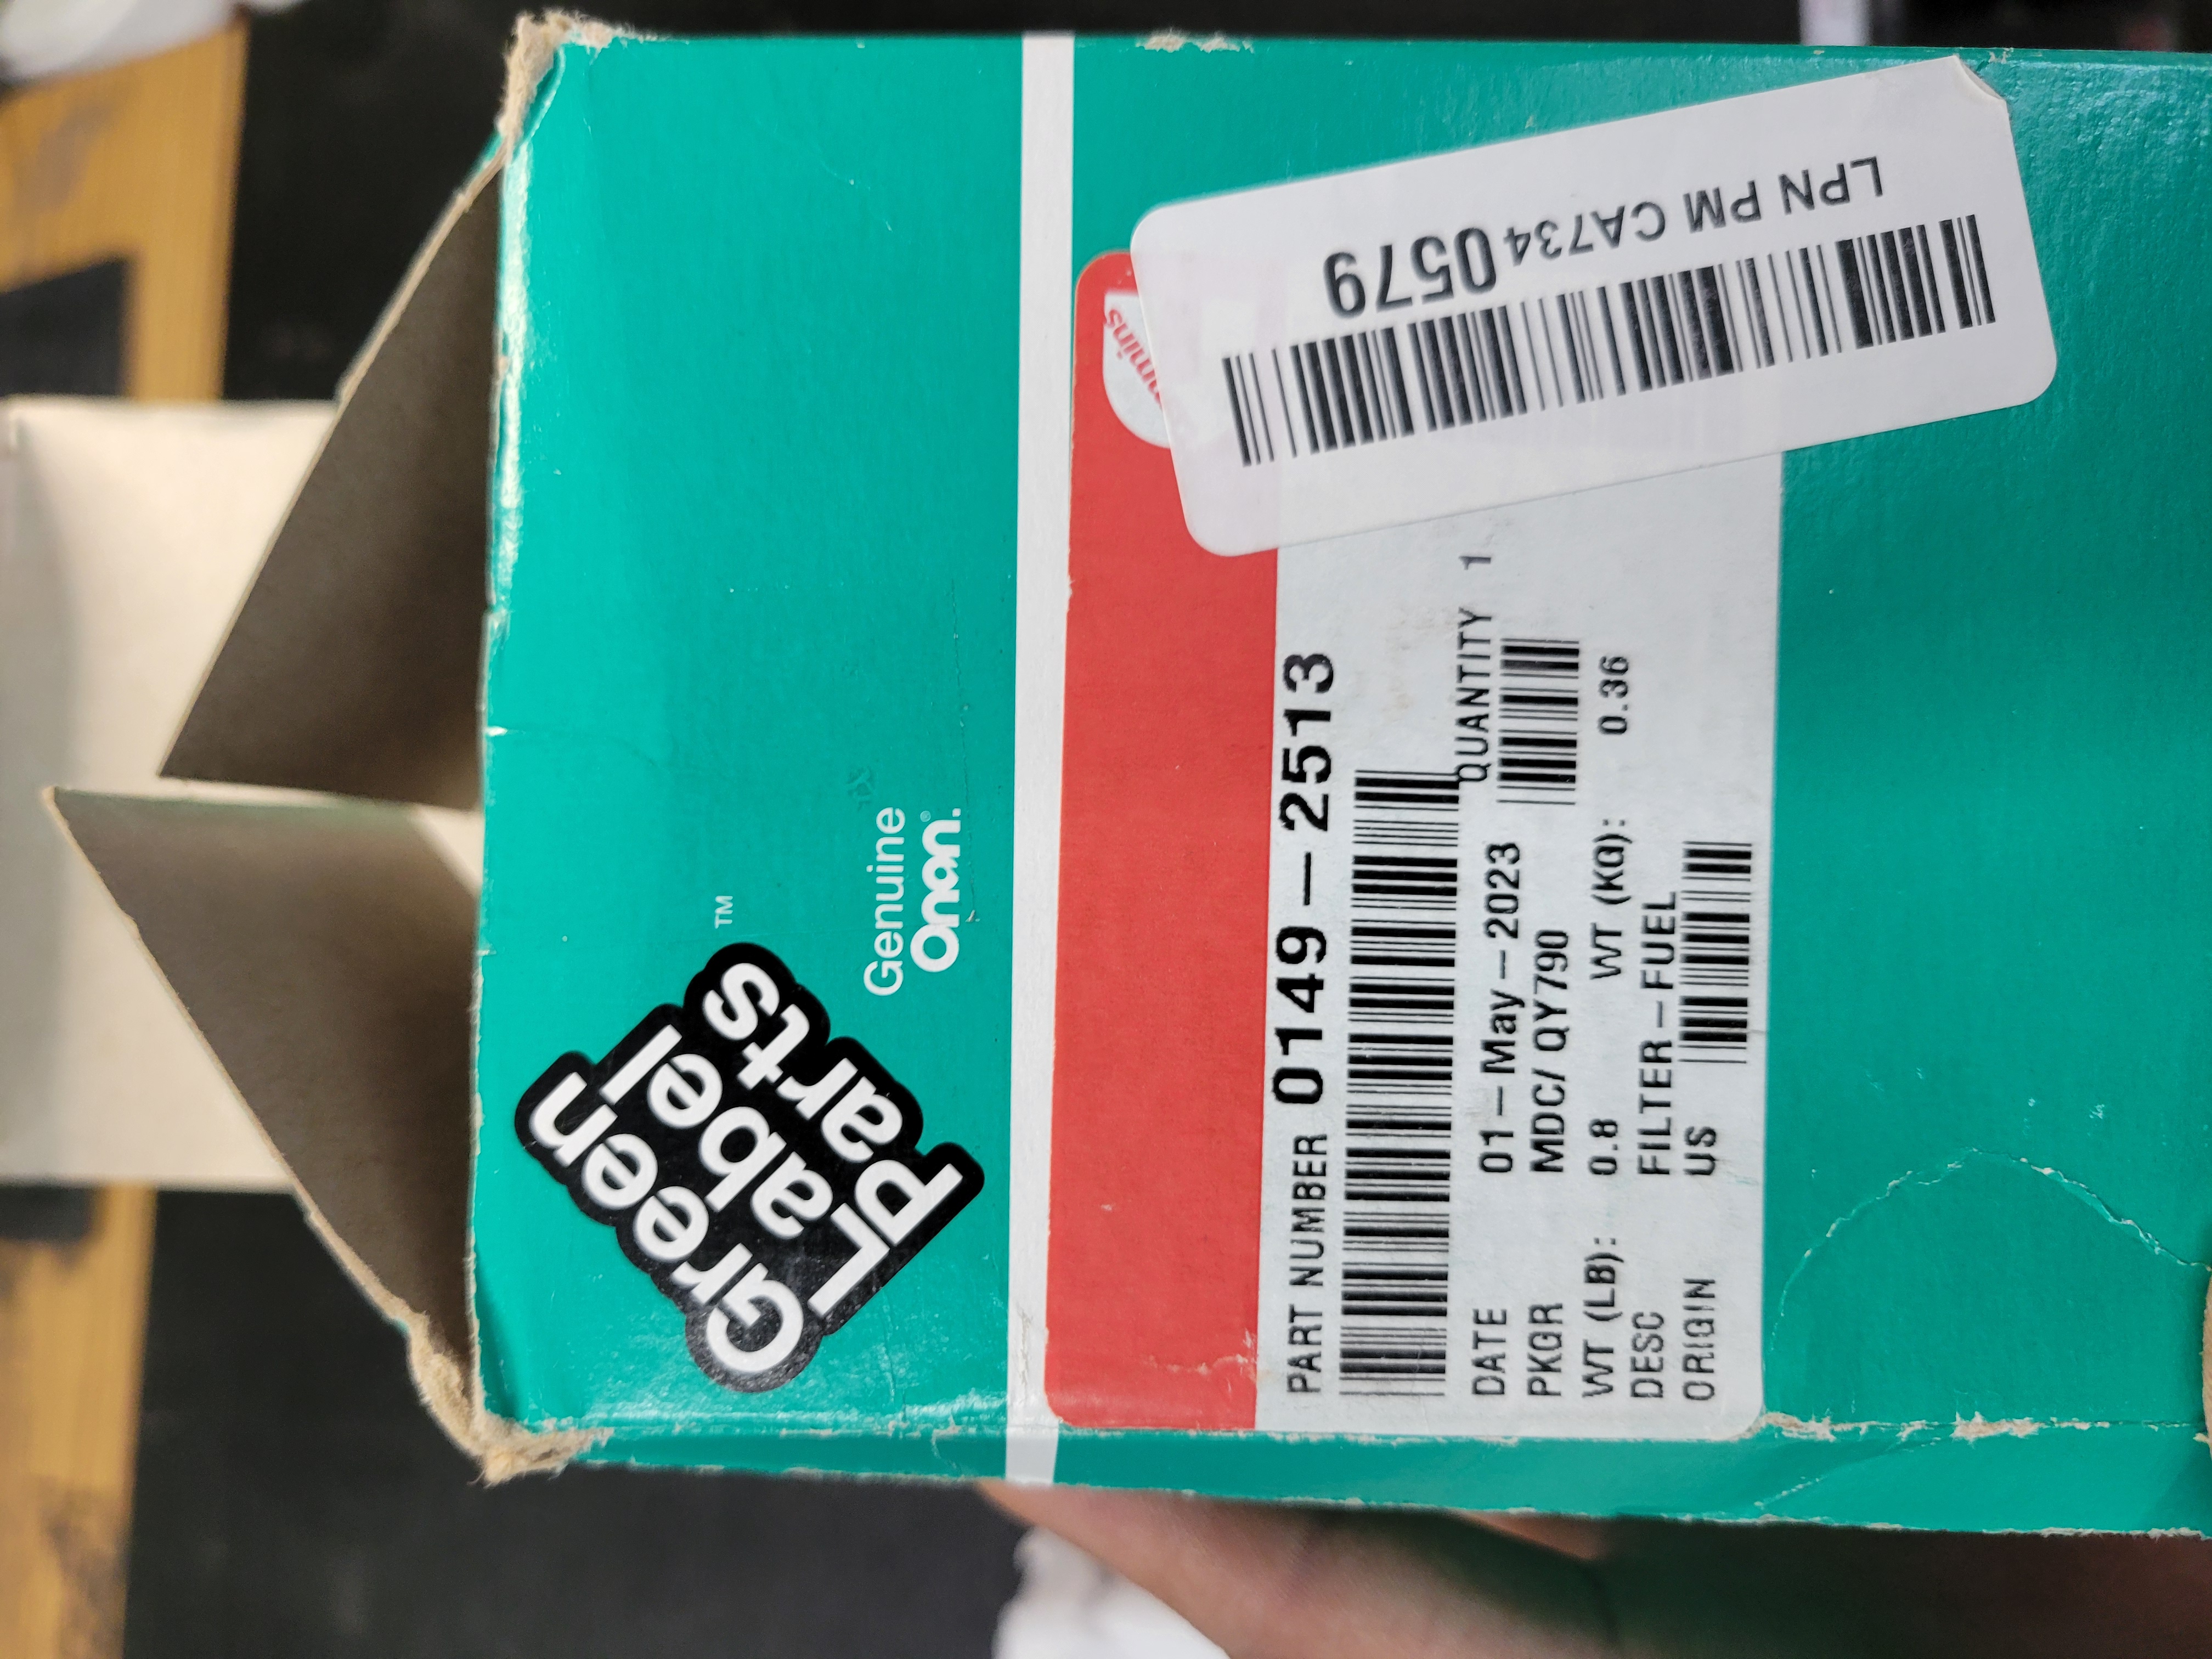 Green
Label
Parts
™
Genuine
Onan®.
PART NUMBER 0149-2513
DATE 01-May-2023 QUANTITY 1
PKGR MDC/ QY790
WT (LB): 0.8 WT (KG): 0.36
DESC FILTER-FUEL
ORIGIN US
LPN PM CA734 0579